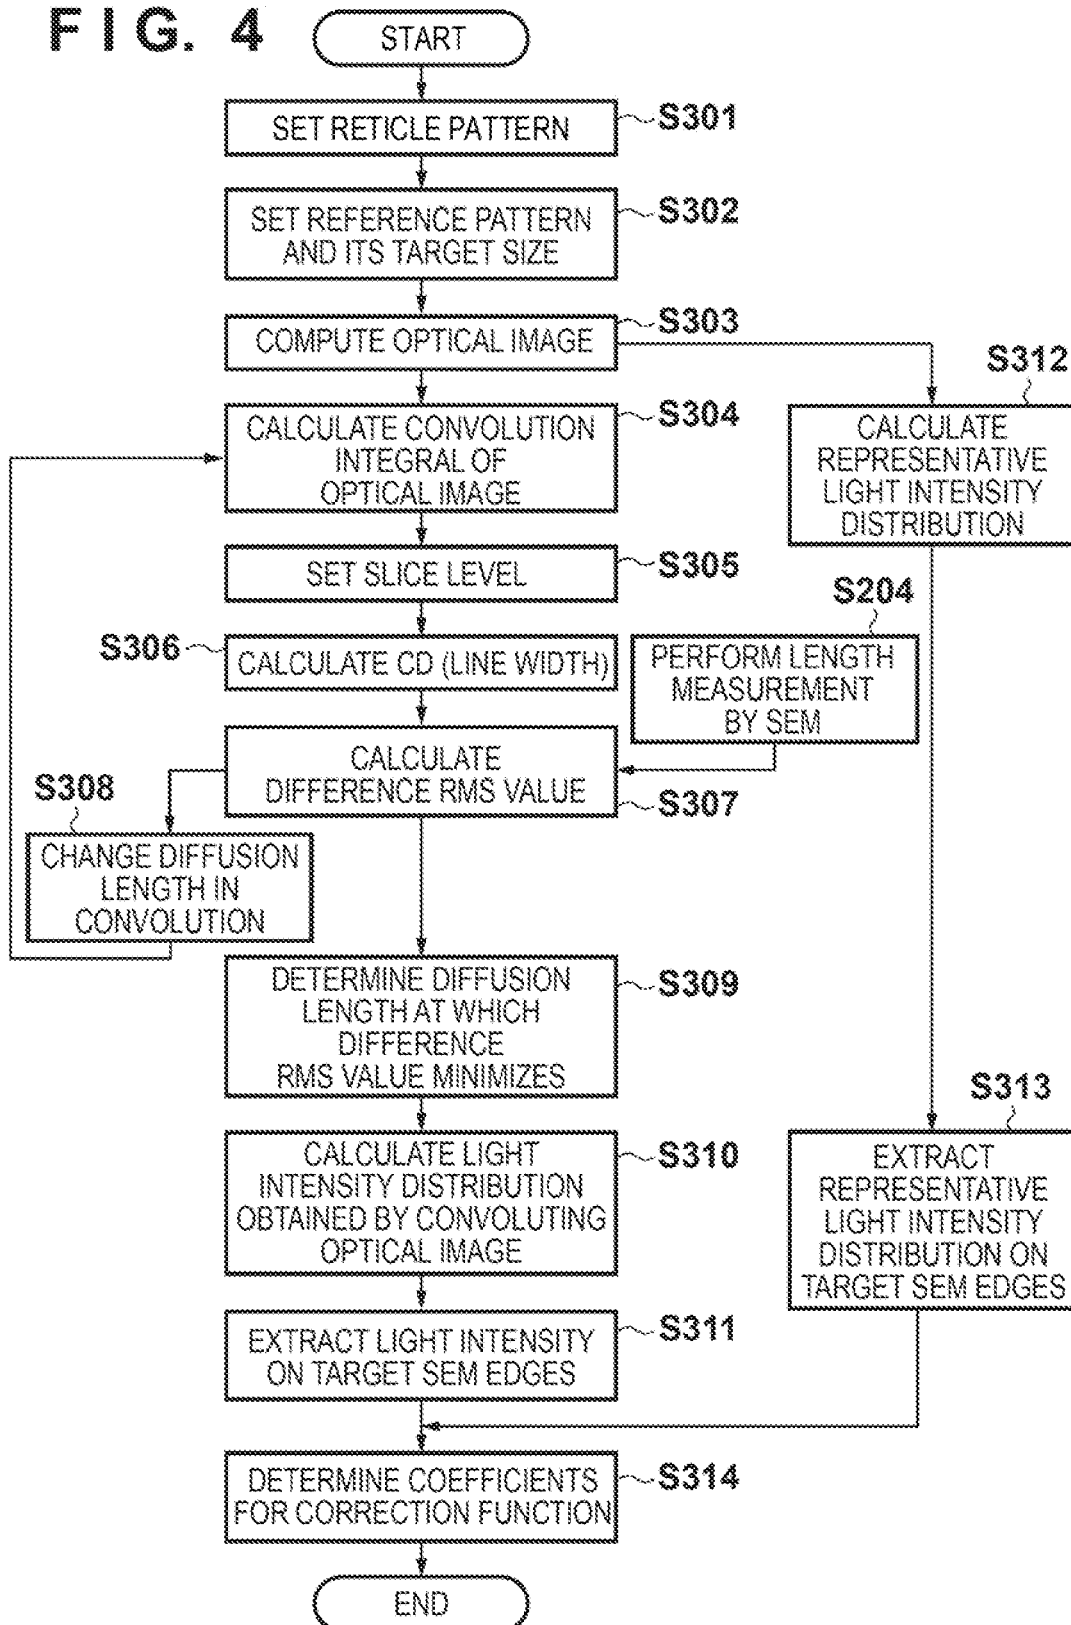 FIG. 4
START
SET RETICLE PATTERN
S301
SET REFERENCE PATTERN
AND ITS TARGET SIZE
S302
COMPUTE OPTICAL IMAGE
S303
CALCULATE CONVOLUTION
INTEGRAL OF
OPTICAL IMAGE
S304
S312
CALCULATE
REPRESENTATIVE
LIGHT INTENSITY
DISTRIBUTION
SET SLICE LEVEL
S305
S306
CALCULATE CD (LINE WIDTH)
S204
PERFORM LENGTH
MEASUREMENT
BY SEM
CALCULATE
DIFFERENCE RMS VALUE
S307
S308
CHANGE DIFFUSION
LENGTH IN
CONVOLUTION
DETERMINE DIFFUSION
LENGTH AT WHICH
DIFFERENCE
RMS VALUE MINIMIZES
S309
CALCULATE LIGHT
INTENSITY DISTRIBUTION
OBTAINED BY CONVOLUTING
OPTICAL IMAGE
S310
S313
EXTRACT
REPRESENTATIVE
LIGHT INTENSITY
DISTRIBUTION ON
TARGET SEM EDGES
EXTRACT LIGHT INTENSITY
ON TARGET SEM EDGES
S311
DETERMINE COEFFICIENTS
FOR CORRECTION FUNCTION
S314
END